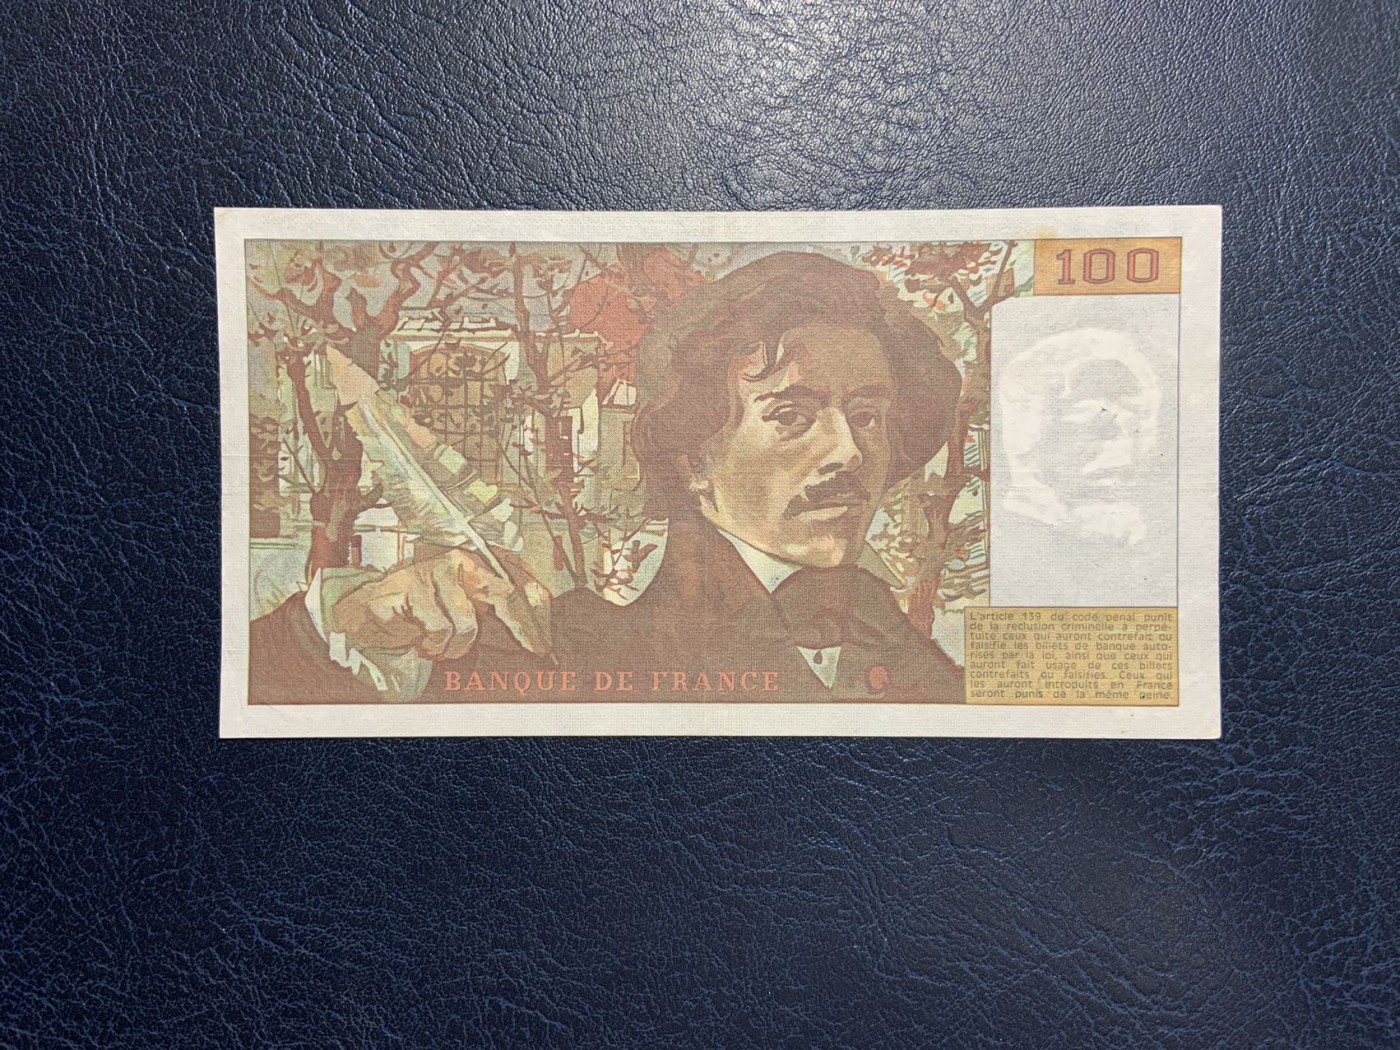 100
L'article 139 du code penal punit
de la reclusion criminelle a perpé-
tuité ceux qui auront contrefait ou
falsifie les billets de banque auto-
risés par la loi, ainsi que ceux qui
auront fait usage de ces billets
contrefaits ou falsifies. Ceux qui
les auront introduits en France
seront punis de la même peine.
BANQUE DE FRANCE